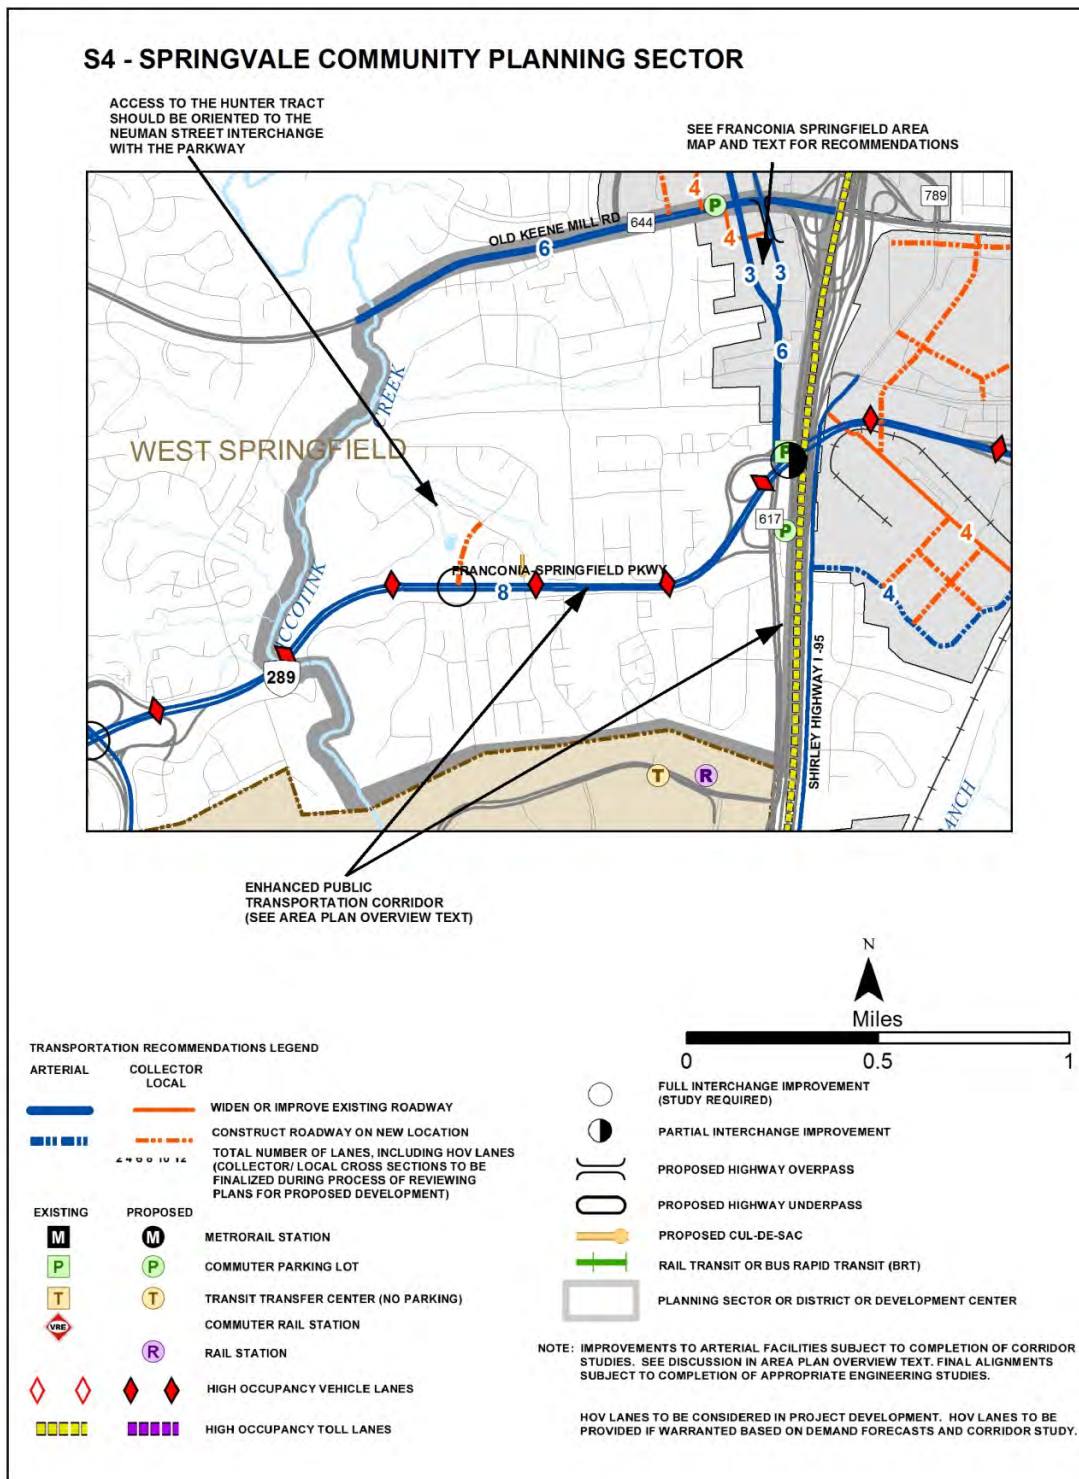 S4 - SPRINGVALE COMMUNITY PLANNING SECTOR
ACCESS TO THE HUNTER TRACT
SHOULD BE ORIENTED TO THE
NEUMAN STREET INTERCHANGE
WITH THE PARKWAY
SEE FRANCONIA SPRINGFIELD AREA
MAP AND TEXT FOR RECOMMENDATIONS
4
P
789
644
OLD KEENE MILL RD
6
4
3
3
6
CREEK
WEST SPRINGFIELD
P
617
P
4
FRANCONIA-SPRINGFIELD PKWY
8
4
ACCOTINK
289
SHIRLEY HIGHWAY I -95
T
R
ANCH
ENHANCED PUBLIC
TRANSPORTATION CORRIDOR
(SEE AREA PLAN OVERVIEW TEXT)
N
Miles
0
0.5
1
TRANSPORTATION RECOMMENDATIONS LEGEND
ARTERIAL
COLLECTOR
LOCAL
WIDEN OR IMPROVE EXISTING ROADWAY
CONSTRUCT ROADWAY ON NEW LOCATION
2 4 6 8 10 12
TOTAL NUMBER OF LANES, INCLUDING HOV LANES
(COLLECTOR/ LOCAL CROSS SECTIONS TO BE
FINALIZED DURING PROCESS OF REVIEWING
PLANS FOR PROPOSED DEVELOPMENT)
EXISTING
PROPOSED
M
M
METRORAIL STATION
P
P
COMMUTER PARKING LOT
T
T
TRANSIT TRANSFER CENTER (NO PARKING)
VRE
COMMUTER RAIL STATION
R
RAIL STATION
HIGH OCCUPANCY VEHICLE LANES
HIGH OCCUPANCY TOLL LANES
FULL INTERCHANGE IMPROVEMENT
(STUDY REQUIRED)
PARTIAL INTERCHANGE IMPROVEMENT
PROPOSED HIGHWAY OVERPASS
PROPOSED HIGHWAY UNDERPASS
PROPOSED CUL-DE-SAC
RAIL TRANSIT OR BUS RAPID TRANSIT (BRT)
PLANNING SECTOR OR DISTRICT OR DEVELOPMENT CENTER
NOTE: IMPROVEMENTS TO ARTERIAL FACILITIES SUBJECT TO COMPLETION OF CORRIDOR
STUDIES. SEE DISCUSSION IN AREA PLAN OVERVIEW TEXT. FINAL ALIGNMENTS
SUBJECT TO COMPLETION OF APPROPRIATE ENGINEERING STUDIES.
HOV LANES TO BE CONSIDERED IN PROJECT DEVELOPMENT. HOV LANES TO BE
PROVIDED IF WARRANTED BASED ON DEMAND FORECASTS AND CORRIDOR STUDY.